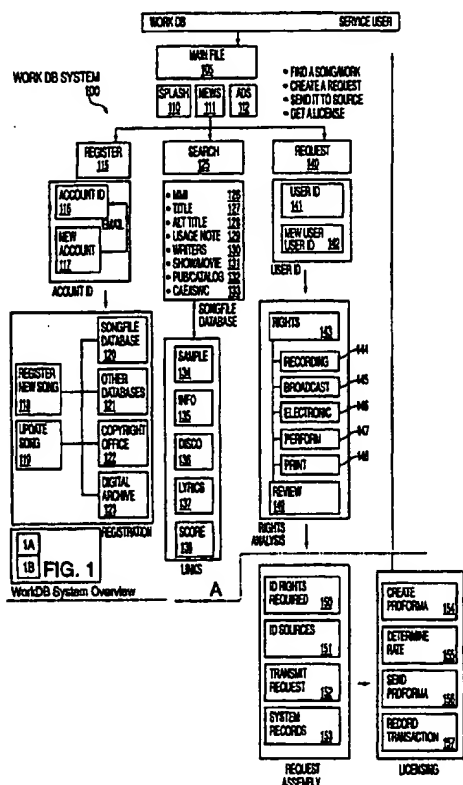 WORK DB SERVICE USER
MAIN FILE
105
WORK DB SYSTEM
100
SPLASH
110
NEWS
111
ADS
112
• FIND A SONG/WORK
• CREATE A REQUEST
• SEND IT TO SOURCE
• GET A LICENSE
REGISTER
115
SEARCH
125
REQUEST
140
ACCOUNT ID
116
EMAIL
NEW
ACCOUNT
117
ACOUNT ID
• MMI 126
• TITLE 127
• ALT TITLE 128
• USAGE NOTE 129
• WRITERS 130
• SHOW/MOVIE 131
• PUB/CATALOG 132
• CAE/ISWC 133
SONGFILE
DATABASE
USER ID
141
NEW USER
USER ID 142
USER ID
REGISTER
NEW SONG
118
UPDATE
SONG
119
SONGFILE
DATABASE
120
OTHER
DATABASES
121
COPYRIGHT
OFFICE
122
DIGITAL
ARCHIVE
123
REGISTRATION
SAMPLE
134
INFO
135
DISCO
136
LYRICS
137
SCORE
138
LINKS
RIGHTS
143
RECORDING 144
BROADCAST 145
ELECTRONIC 146
PERFORM 147
PRINT 148
REVIEW
149
RIGHTS
ANALYSIS
1A
1B
FIG. 1
WorkDB System Overview
A
ID RIGHTS
REQUIRED 150
ID SOURCES
151
TRANSMIT
REQUEST 152
SYSTEM
RECORDS 153
REQUEST
ASSEMBLY
CREATE
PROFORMA 154
DETERMINE
RATE 155
SEND
PROFORMA 156
RECORD
TRANSACTION 157
LICENSING